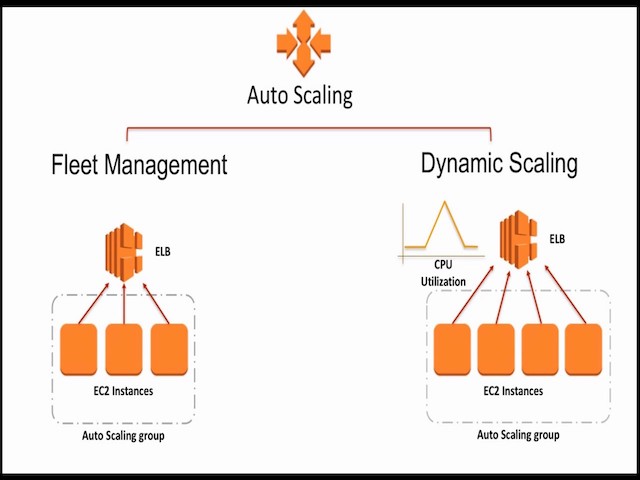 Auto Scaling
Fleet Management
Dynamic Scaling
ELB
ELB
CPU
Utilization
EC2 Instances
EC2 Instances
Auto Scaling group
Auto Scaling group